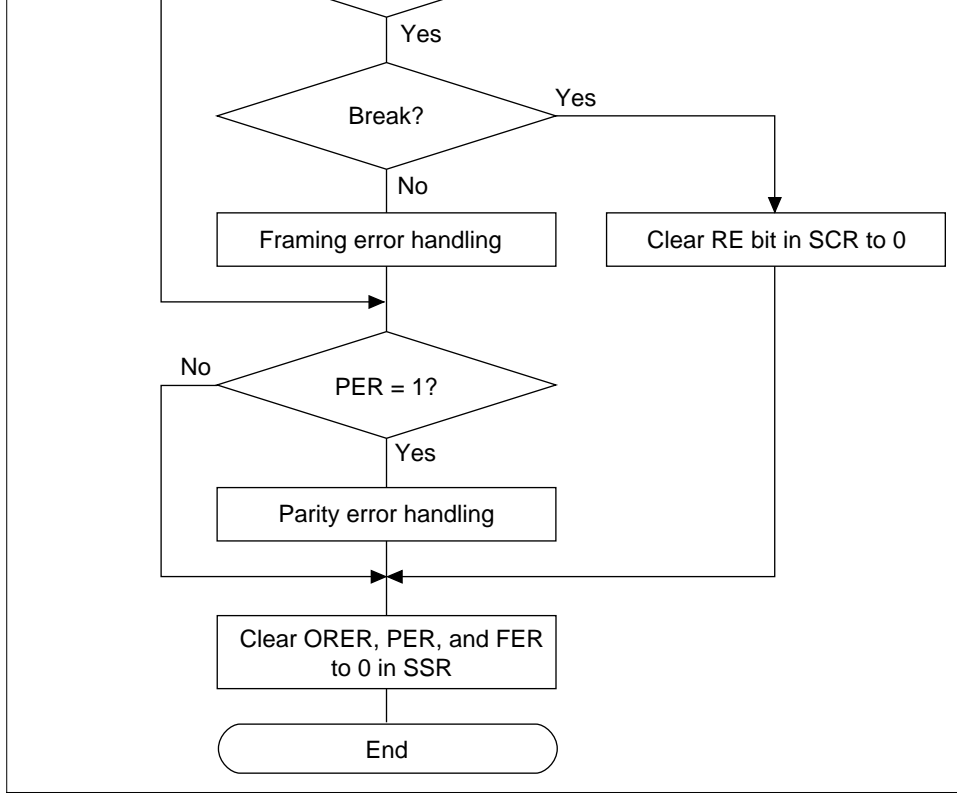 Yes
Break?
Yes
No
Framing error handling
Clear RE bit in SCR to 0
No
PER = 1?
Yes
Parity error handling
Clear ORER, PER, and FER
to 0 in SSR
End